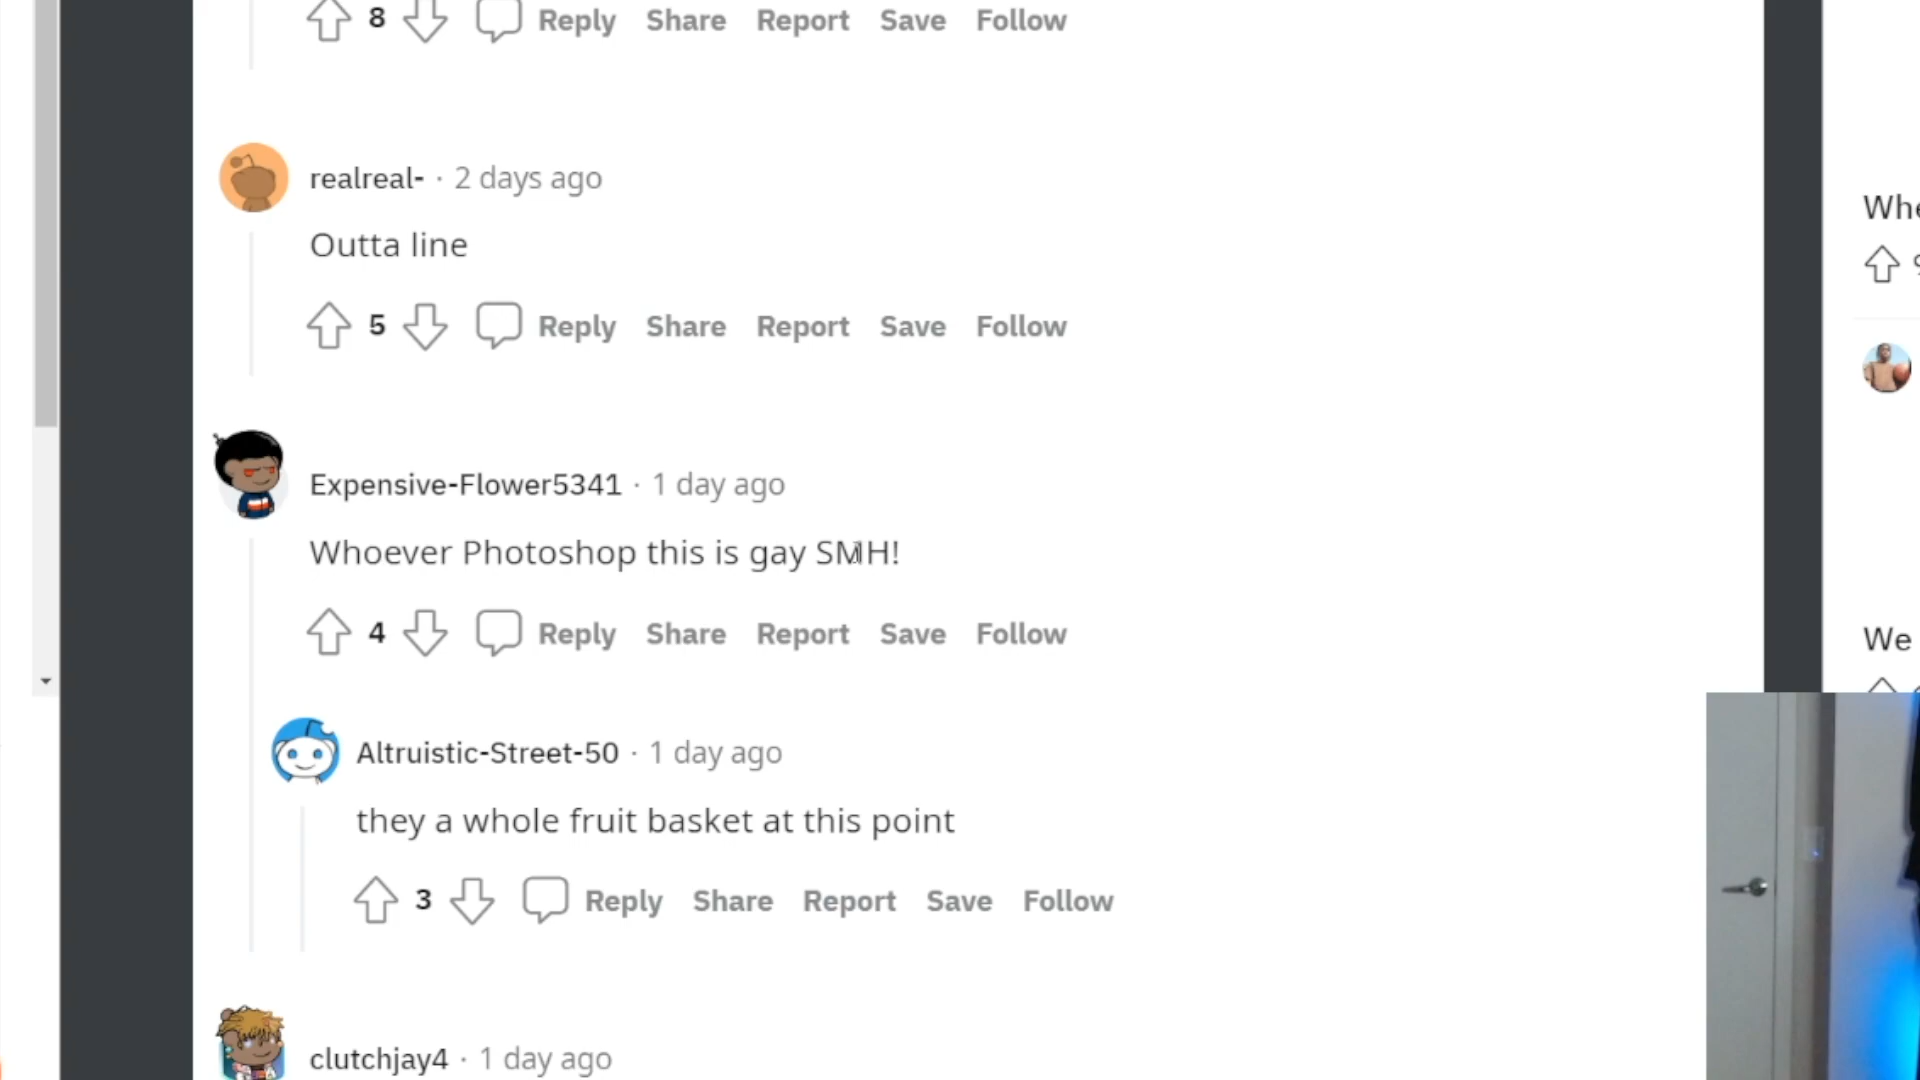 8 Reply Share Report Save Follow
realreal- · 2 days ago
Outta line
5 Reply Share Report Save Follow
Expensive-Flower5341 · 1 day ago
Whoever Photoshop this is gay SMH!
4 Reply Share Report Save Follow
Altruistic-Street-50 · 1 day ago
they a whole fruit basket at this point
3 Reply Share Report Save Follow
clutchjay4 · 1 day ago
We